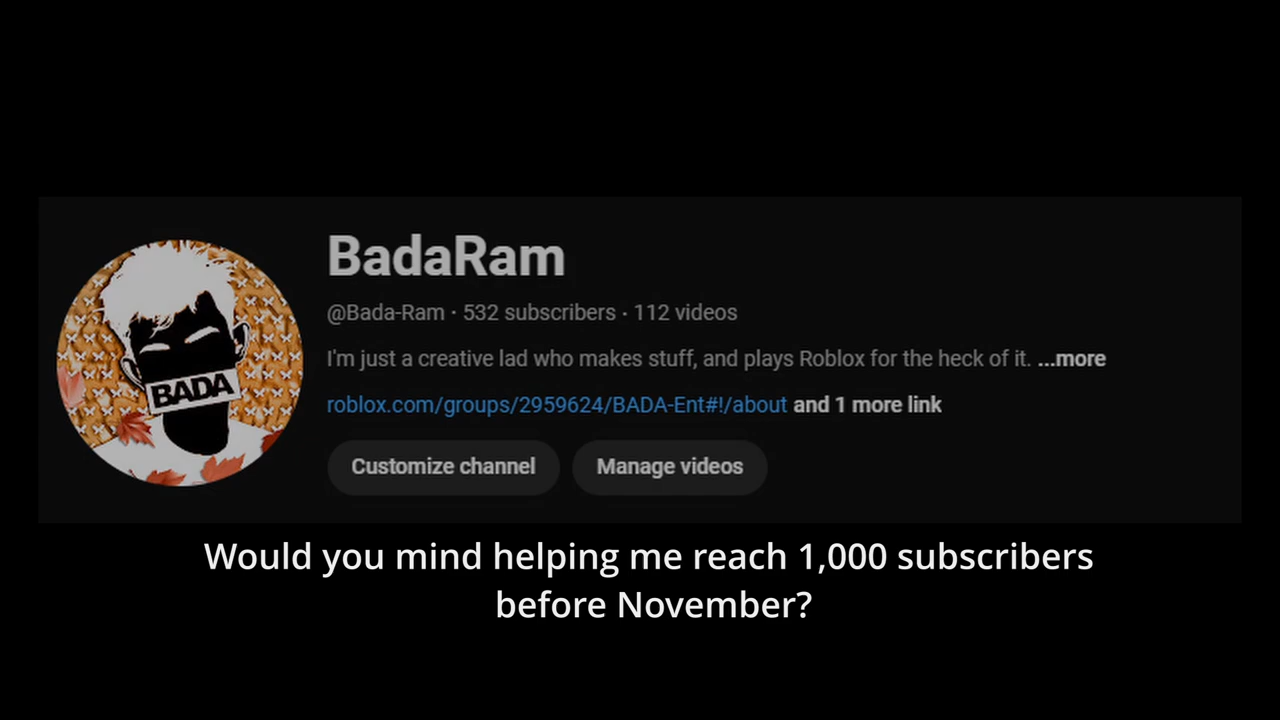 BadaRam
@Bada-Ram · 532 subscribers · 112 videos
I'm just a creative lad who makes stuff, and plays Roblox for the heck of it. ...more
BADA
roblox.com/groups/2959624/BADA-Ent#!/about and 1 more link
Customize channel Manage videos
Would you mind helping me reach 1,000 subscribers
before November?